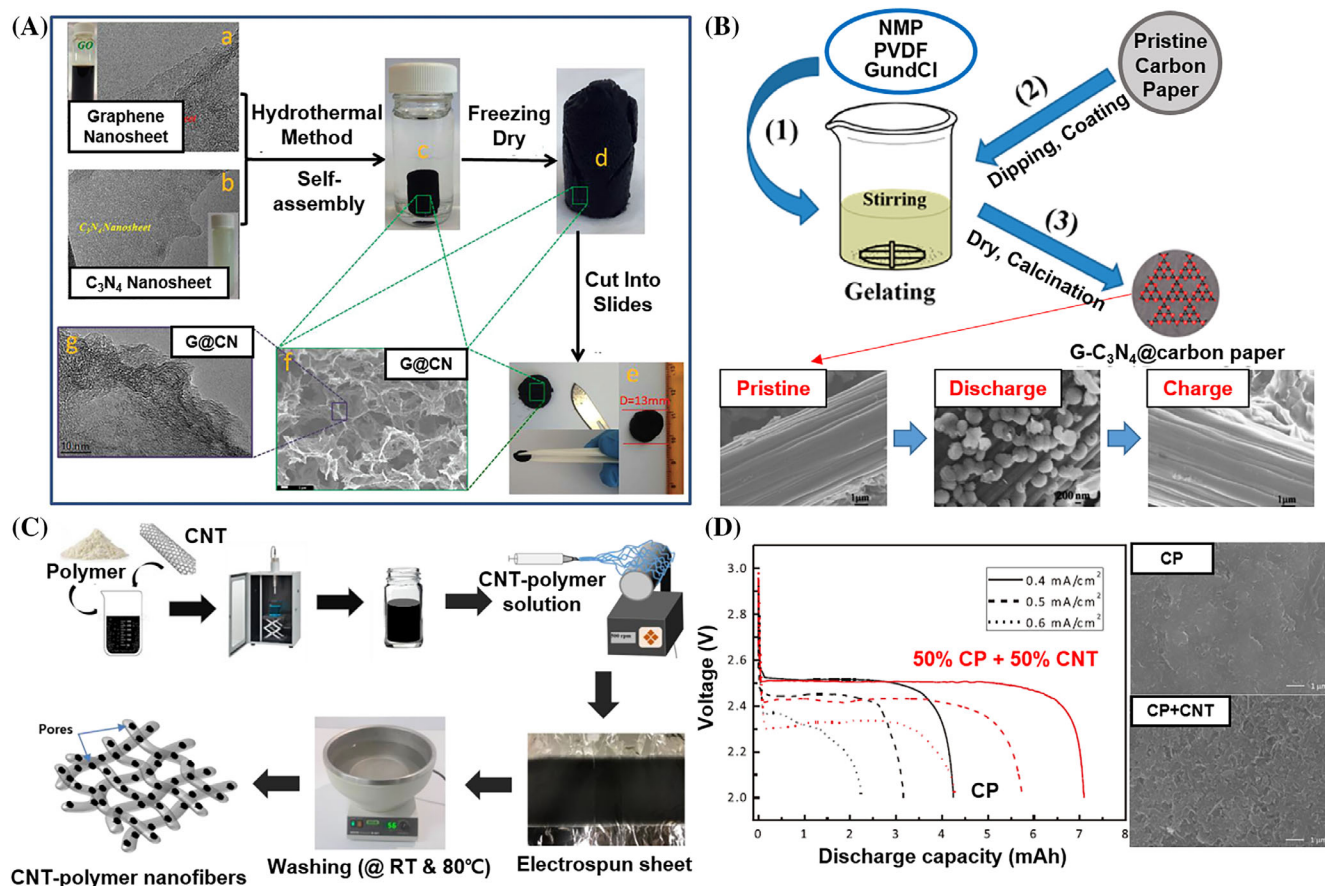 (A)
GO
a
Graphene
Nanosheet
b
C₃N₄ Nanosheet
C₃N₄ Nanosheet
Hydrothermal
Method
Self-
assembly
c
Freezing
Dry
d
Cut Into
Slides
g
G@CN
10 nm
f
G@CN
e
D=13mm
(B)
NMP
PVDF
GundCl
(1)
Pristine
Carbon
Paper
(2)
Dipping, Coating
Stirring
Gelating
(3)
Dry, Calcination
G-C₃N₄@carbon paper
Pristine
1μm
Discharge
200 nm
Charge
1μm
(C)
CNT
Polymer
CNT-polymer
solution
Pores
CNT-polymer nanofibers
Washing (@ RT & 80℃)
Electrospun sheet
(D)
Voltage (V)
3.0
2.8
2.6
2.4
2.2
2.0
0.4 mA/cm²
0.5 mA/cm²
0.6 mA/cm²
50% CP + 50% CNT
CP
0 1 2 3 4 5 6 7 8
Discharge capacity (mAh)
CP
1 μm
CP+CNT
1 μm